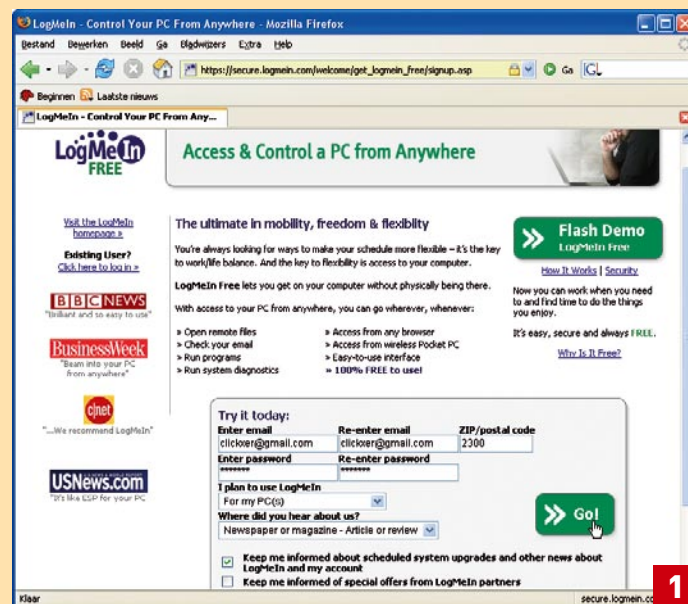 LogMeIn - Control Your PC From Anywhere - Mozilla Firefox
Bestand Bewerken Beeld Ga Bladwijzers Extra Help
https://secure.logmein.com/welcome/get_logmein_free/signup.asp Ga
Beginnen Laatste nieuws
LogMeIn - Control Your PC From Any...
LogMeIn
FREE
Access & Control a PC from Anywhere
Visit the LogMeIn
homepage »
Existing User?
Click here to log in »
BBC NEWS
"Brilliant and so easy to use"
BusinessWeek
"Beam into your PC
from anywhere"
c|net
"...We recommend LogMeIn"
USNews.com
"It's like ESP for your PC
The ultimate in mobility, freedom & flexiblity
You're always looking for ways to make your schedule more flexible – it's the key
to work/life balance. And the key to flexibility is access to your computer.
LogMeIn Free lets you get on your computer without physically being there.
With access to your PC from anywhere, you can go wherever, whenever:
» Open remote files
» Check your email
» Run programs
» Run system diagnostics
» Access from any browser
» Access from wireless Pocket PC
» Easy-to-use interface
» 100% FREE to use!
Flash Demo
LogMeIn Free
How It Works | Security
Now you can work when you need
to and find time to do the things
you enjoy.
It's easy, secure and always FREE.
Why Is It Free?
Try it today:
Enter email Re-enter email ZIP/postal code
clickxer@gmail.com clickxer@gmail.com 2300
Enter password Re-enter password
******* *******
I plan to use LogMeIn
For my PC(s)
Where did you hear about us?
Newspaper or magazine - Article or review
Go!
Keep me informed about scheduled system upgrades and other news about
LogMeIn and my account
Keep me informed of special offers from LogMeIn partners
Klaar secure.logmein.co
1